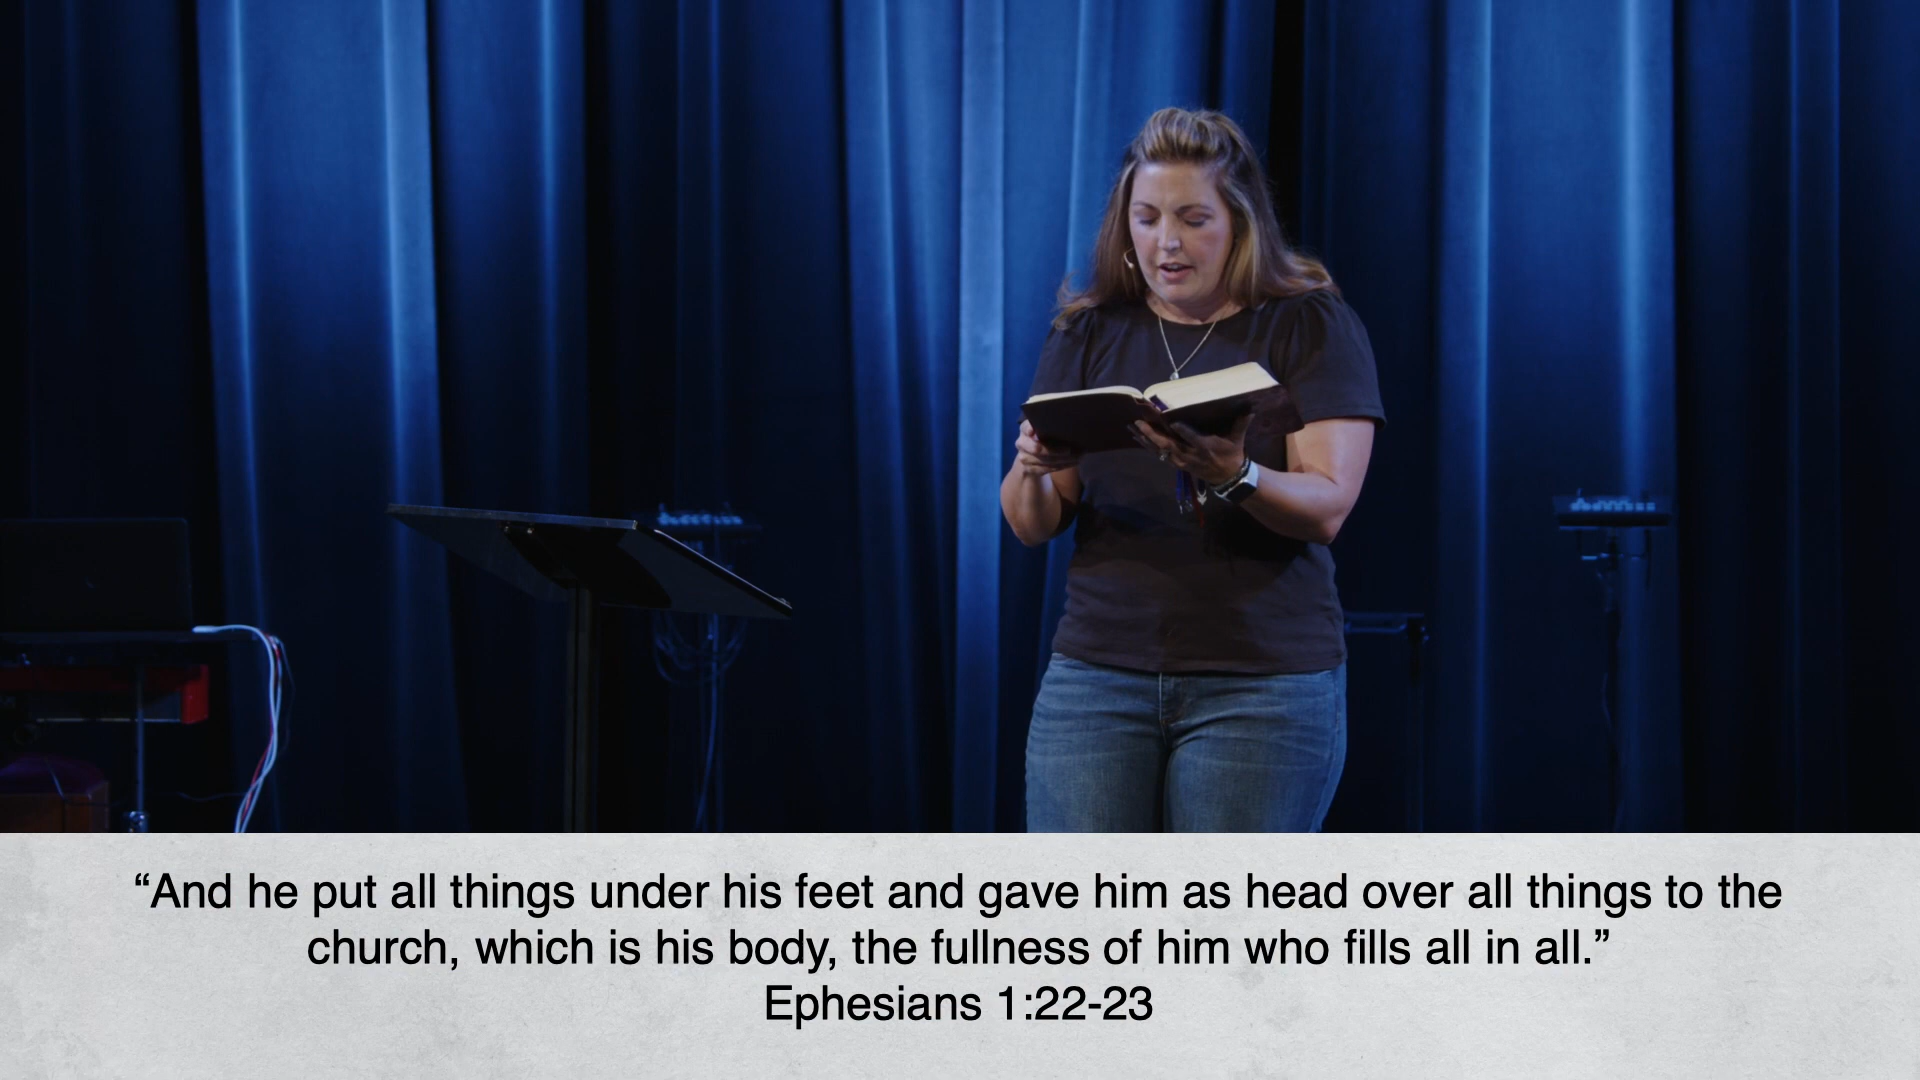 “And he put all things under his feet and gave him as head over all things to the
church, which is his body, the fullness of him who fills all in all.”
Ephesians 1:22-23